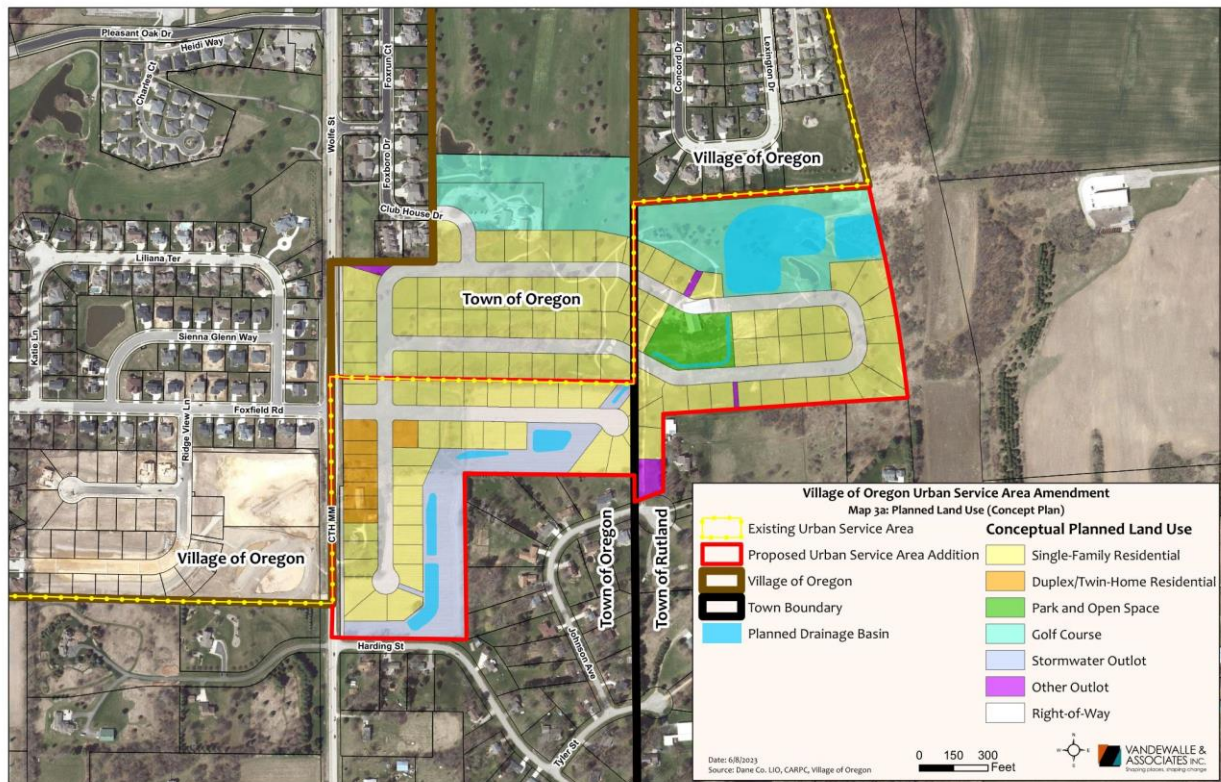 Pleasant Oak Dr
Heidi Way
Charles Ct
Wolfe St
Foxrun Ct
Foxboro Dr
Concord Dr
Lexington Dr
Village of Oregon
Club House Dr
Liliana Ter
Town of Oregon
Katie Ln
Sienna Glenn Way
Foxfield Rd
Ridge View Ln
CTH MM
Village of Oregon
Town of Oregon
Town of Rutland
Harding St
Johnson Ave
Tyler St
Village of Oregon Urban Service Area Amendment
Map 3a: Planned Land Use (Concept Plan)
Existing Urban Service Area
Proposed Urban Service Area Addition
Village of Oregon
Town Boundary
Planned Drainage Basin
Conceptual Planned Land Use
Single-Family Residential
Duplex/Twin-Home Residential
Park and Open Space
Golf Course
Stormwater Outlot
Other Outlot
Right-of-Way
Date: 6/8/2023
Source: Dane Co. LIO, CARPC, Village of Oregon
0 150 300
Feet
N
W E
S
VANDEWALLE &
ASSOCIATES INC.
Shaping places, shaping change